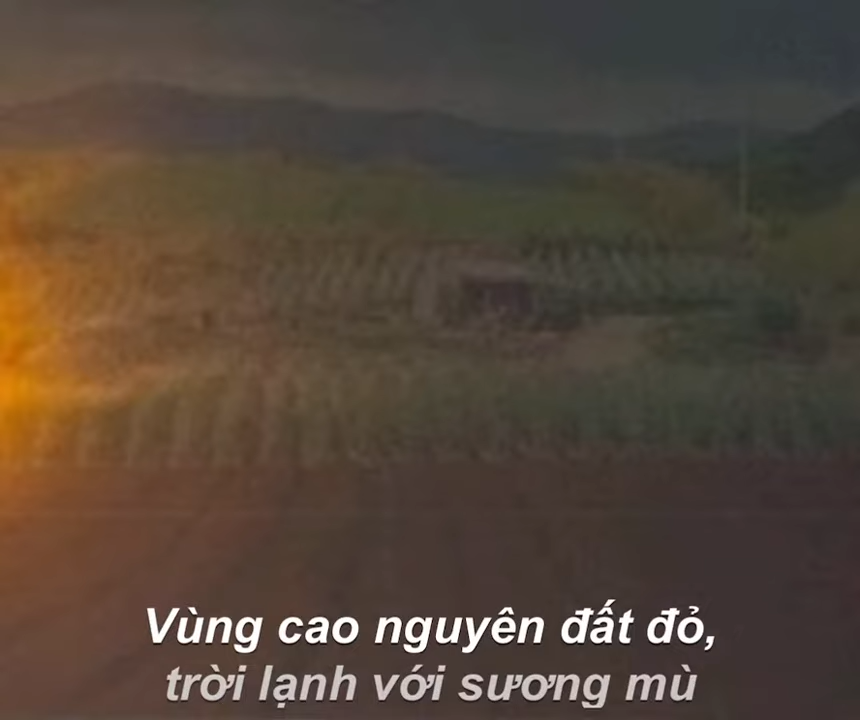 Vùng cao nguyên đất đỏ,
trời lạnh với sương mù